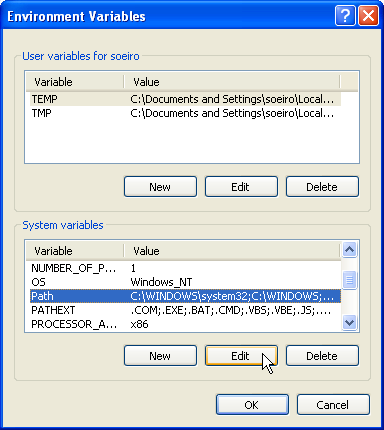 Environment Variables
User variables for soeiro
Variable Value
TEMP C:\Documents and Settings\soeiro\Local...
TMP C:\Documents and Settings\soeiro\Local...
New Edit Delete
System variables
Variable Value
NUMBER_OF_P... 1
OS Windows_NT
Path C:\WINDOWS\system32;C:\WINDOWS;...
PATHEXT .COM;.EXE;.BAT;.CMD;.VBS;.VBE;.JS;....
PROCESSOR_A... x86
New Edit Delete
OK Cancel